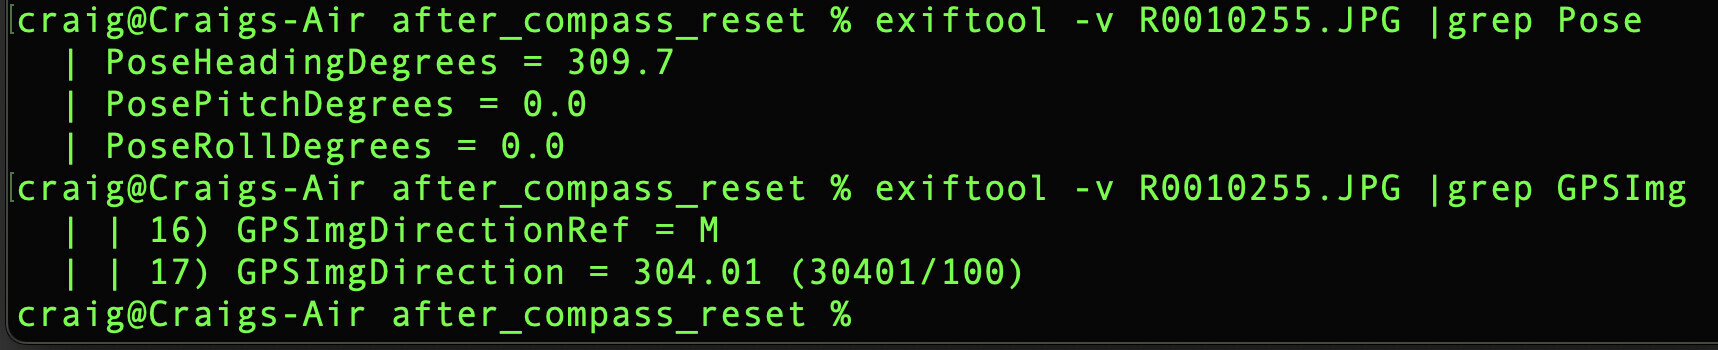 [craig@Craigs-Air after_compass_reset % exiftool -v R0010255.JPG |grep Pose
| PoseHeadingDegrees = 309.7
| PosePitchDegrees = 0.0
| PoseRollDegrees = 0.0
[craig@Craigs-Air after_compass_reset % exiftool -v R0010255.JPG |grep GPSImg
| | 16) GPSImgDirectionRef = M
| | 17) GPSImgDirection = 304.01 (30401/100)
craig@Craigs-Air after_compass_reset %